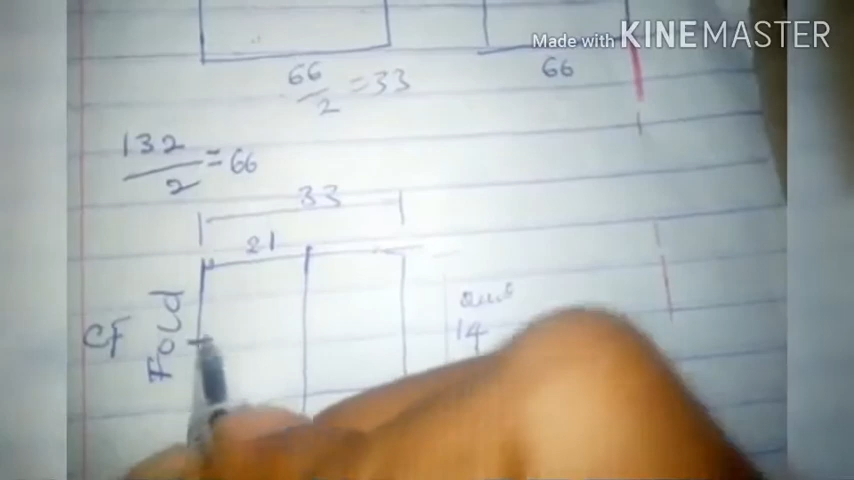 Made with KINEMASTER
66
66/2 = 33
132/2 = 66
33
21
CF
Fold
14